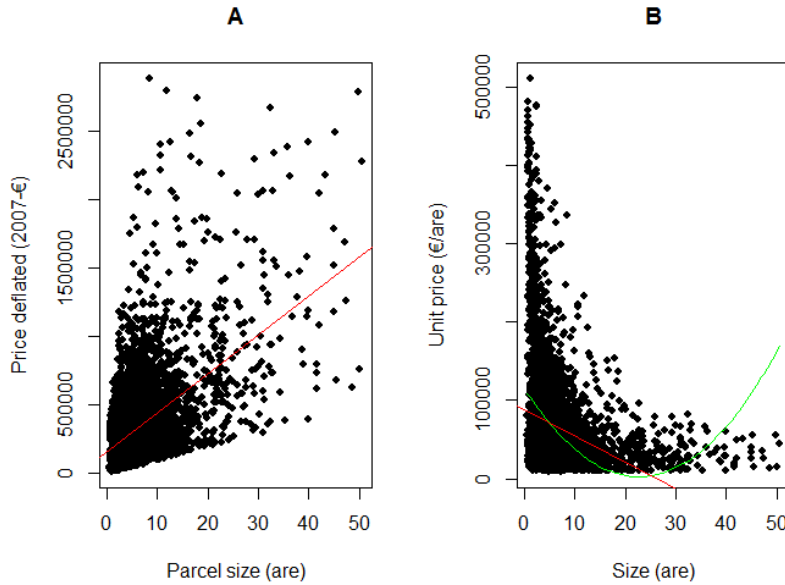 A
B
Price deflated (2007-€)
0
500000
1500000
2500000
0 10 20 30 40 50
Parcel size (are)
Unit price (€/are)
0
100000
300000
500000
0 10 20 30 40 50
Size (are)